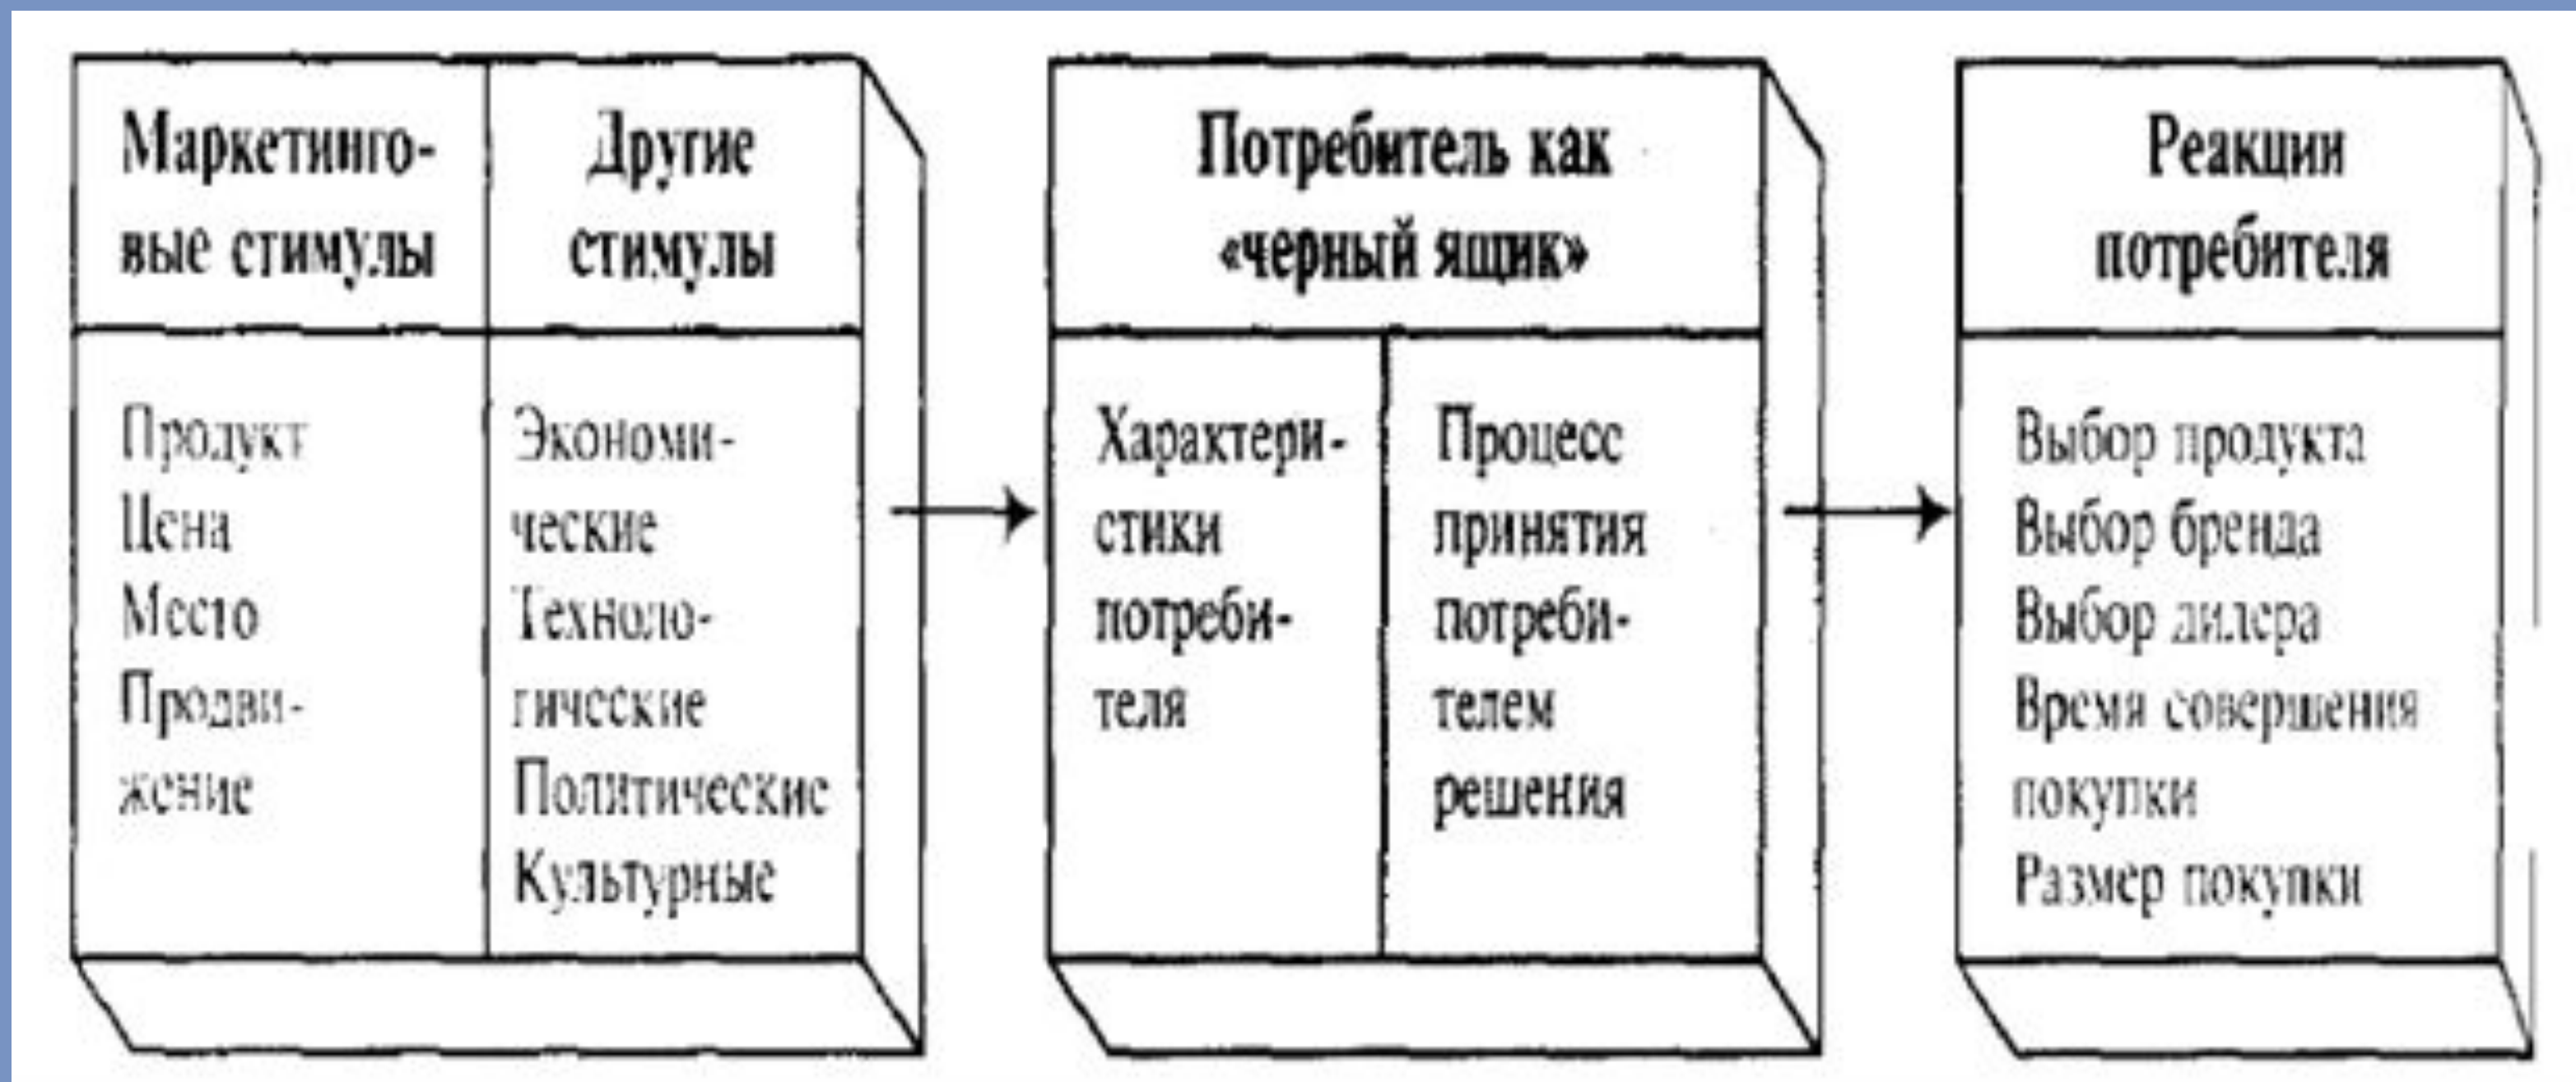 Маркетинго-
вые стимулы
Другие
стимулы
Продукт
Цена
Место
Продви-
жение
Экономи-
ческие
Техноло-
гические
Политические
Культурные
Потребитель как
«черный ящик»
Характери-
стики
потреби-
теля
Процесс
принятия
потреби-
телем
решения
Реакции
потребителя
Выбор продукта
Выбор бренда
Выбор дилера
Время совершения
покупки
Размер покупки